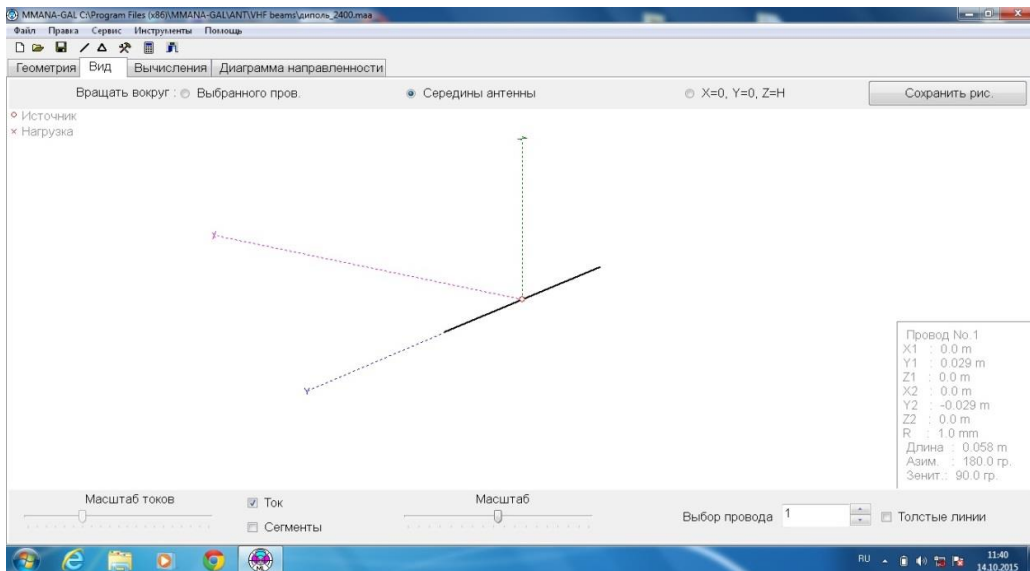 MMANA-GAL C:\Program Files (x86)\MMANA-GAL\ANT\VHF beams\диполь_2400.maa
Файл Правка Сервис Инструменты Помощь
Геометрия Вид Вычисления Диаграмма направленности
Вращать вокруг : Выбранного пров. Середины антенны X=0, Y=0, Z=H Сохранить рис.
Источник
× Нагрузка
Z
X
Y
Провод No.1
X1 : 0.0 m
Y1 : 0.029 m
Z1 : 0.0 m
X2 : 0.0 m
Y2 : -0.029 m
Z2 : 0.0 m
R : 1.0 mm
Длина : 0.058 m
Азим. : 180.0 гр.
Зенит.: 90.0 гр.
Масштаб токов Ток Масштаб
Сегменты
Выбор провода 1 Толстые линии
RU 11:40
14.10.2015